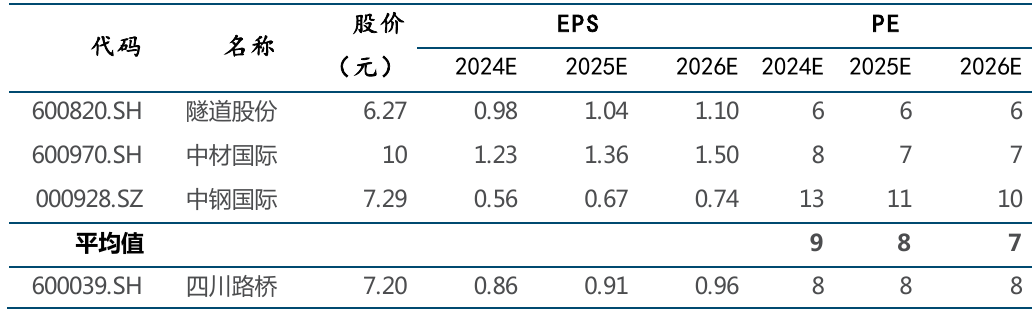 代码 名称 股价（元） EPS PE
2024E 2025E 2026E 2024E 2025E 2026E
600820.SH 隧道股份 6.27 0.98 1.04 1.10 6 6 6
600970.SH 中材国际 10 1.23 1.36 1.50 8 7 7
000928.SZ 中钢国际 7.29 0.56 0.67 0.74 13 11 10
平均值 9 8 7
600039.SH 四川路桥 7.20 0.86 0.91 0.96 8 8 8